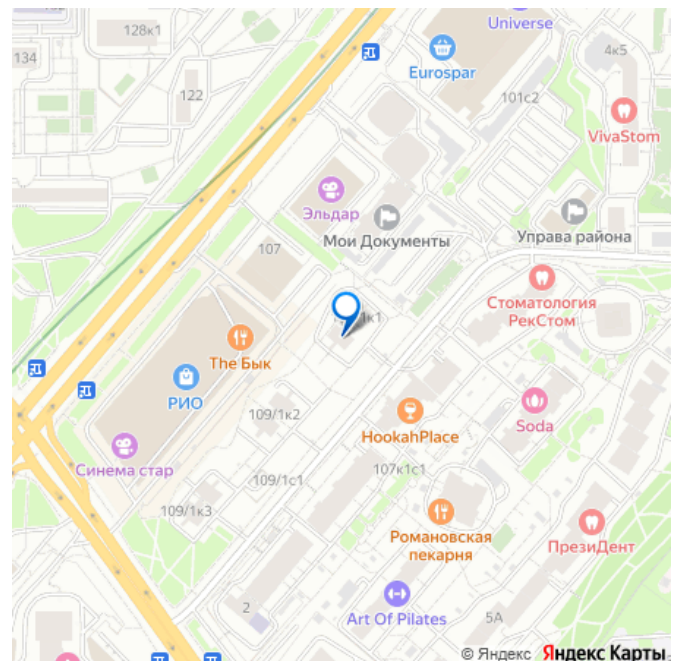 Universe
128к1
134
Eurospar
4к5
122
101с2
VivaStom
Эльдар
Мои Документы
Управа района
107
Стоматология
РекСтом
The Бык
РИО
HookahPlace
Soda
109/1к2
Синема стар
107к1с1
109/1с1
109/1к3
Романовская
пекарня
ПрезиДент
2
Art Of Pilates
5А
© Яндекс Яндекс Карты